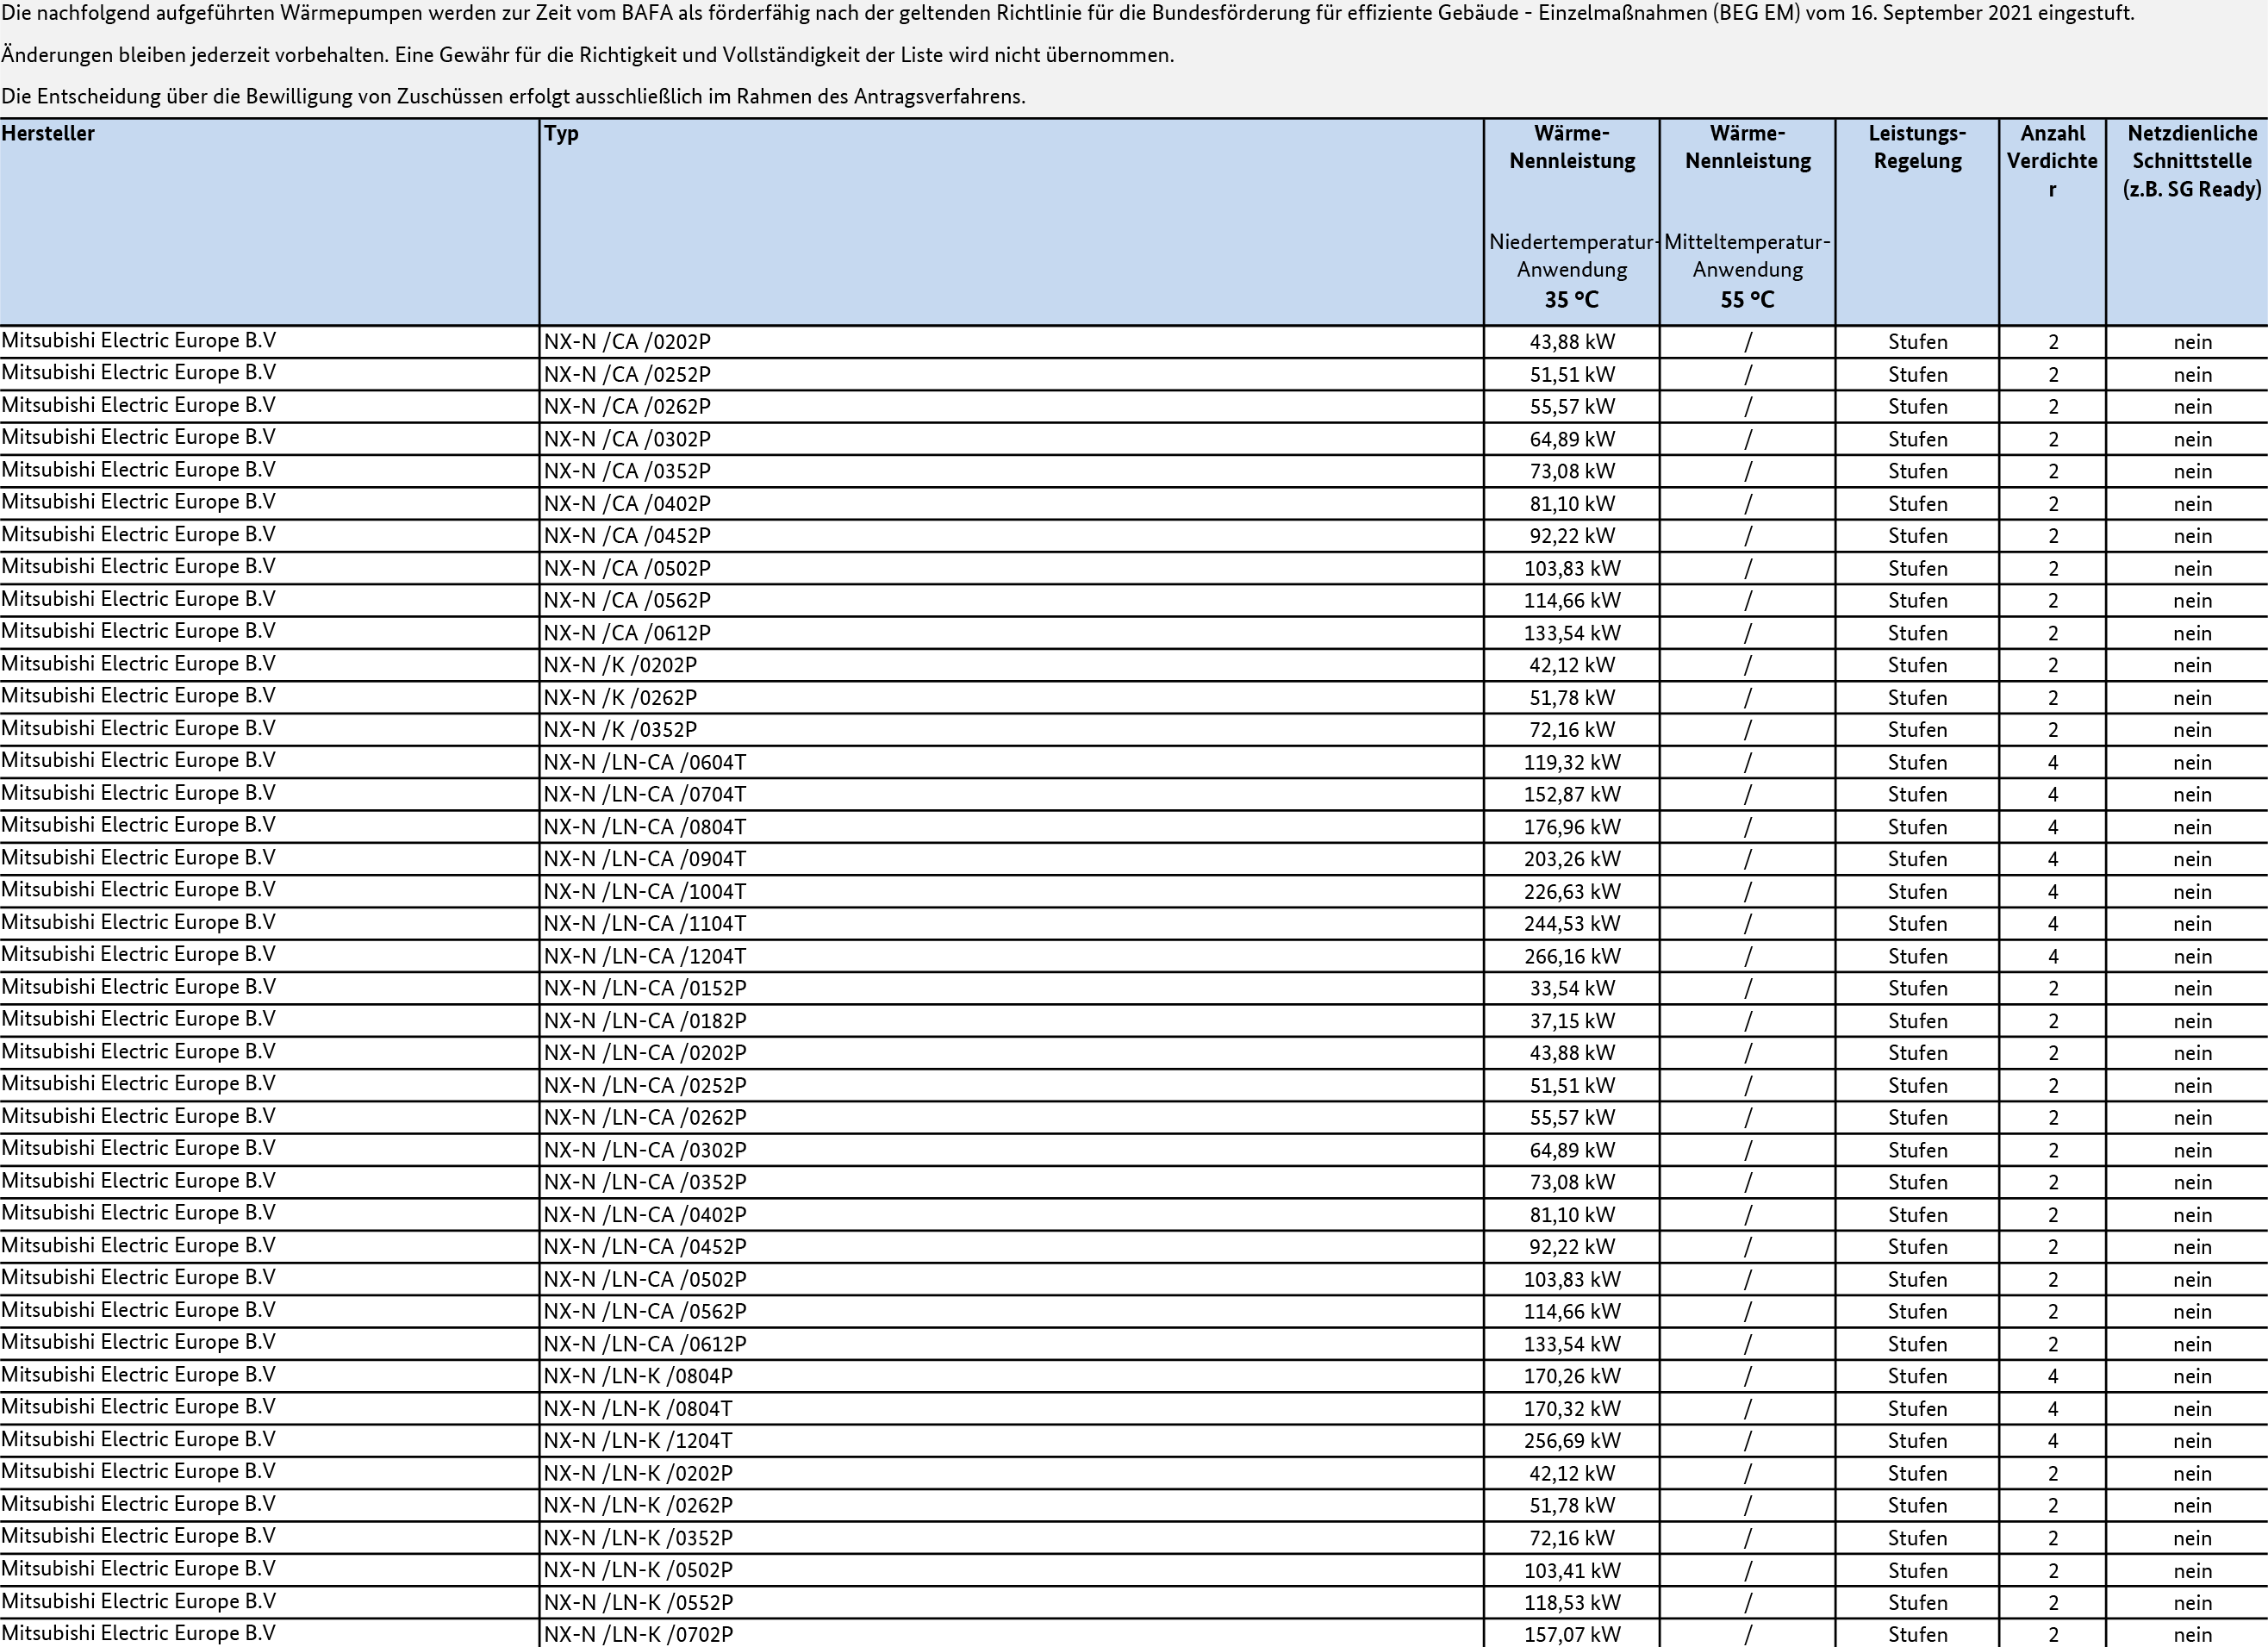 Die nachfolgend aufgeführten Wärmepumpen werden zur Zeit vom BAFA als förderfähig nach der geltenden Richtlinie für die Bundesförderung für effiziente Gebäude - Einzelmaßnahmen (BEG EM) vom 16. September 2021 eingestuft.
Änderungen bleiben jederzeit vorbehalten. Eine Gewähr für die Richtigkeit und Vollständigkeit der Liste wird nicht übernommen.
Die Entscheidung über die Bewilligung von Zuschüssen erfolgt ausschließlich im Rahmen des Antragsverfahrens.
Hersteller Typ Wärme- Wärme- Leistungs- Anzahl Netzdienliche
Nennleistung Nennleistung Regelung Verdichte Schnittstelle
r (z.B. SG Ready)
Niedertemperatur- Mitteltemperatur-
Anwendung Anwendung
35 °C 55 °C
Mitsubishi Electric Europe B.V NX-N /CA /0202P 43,88 kW / Stufen 2 nein
Mitsubishi Electric Europe B.V NX-N /CA /0252P 51,51 kW / Stufen 2 nein
Mitsubishi Electric Europe B.V NX-N /CA /0262P 55,57 kW / Stufen 2 nein
Mitsubishi Electric Europe B.V NX-N /CA /0302P 64,89 kW / Stufen 2 nein
Mitsubishi Electric Europe B.V NX-N /CA /0352P 73,08 kW / Stufen 2 nein
Mitsubishi Electric Europe B.V NX-N /CA /0402P 81,10 kW / Stufen 2 nein
Mitsubishi Electric Europe B.V NX-N /CA /0452P 92,22 kW / Stufen 2 nein
Mitsubishi Electric Europe B.V NX-N /CA /0502P 103,83 kW / Stufen 2 nein
Mitsubishi Electric Europe B.V NX-N /CA /0562P 114,66 kW / Stufen 2 nein
Mitsubishi Electric Europe B.V NX-N /CA /0612P 133,54 kW / Stufen 2 nein
Mitsubishi Electric Europe B.V NX-N /K /0202P 42,12 kW / Stufen 2 nein
Mitsubishi Electric Europe B.V NX-N /K /0262P 51,78 kW / Stufen 2 nein
Mitsubishi Electric Europe B.V NX-N /K /0352P 72,16 kW / Stufen 2 nein
Mitsubishi Electric Europe B.V NX-N /LN-CA /0604T 119,32 kW / Stufen 4 nein
Mitsubishi Electric Europe B.V NX-N /LN-CA /0704T 152,87 kW / Stufen 4 nein
Mitsubishi Electric Europe B.V NX-N /LN-CA /0804T 176,96 kW / Stufen 4 nein
Mitsubishi Electric Europe B.V NX-N /LN-CA /0904T 203,26 kW / Stufen 4 nein
Mitsubishi Electric Europe B.V NX-N /LN-CA /1004T 226,63 kW / Stufen 4 nein
Mitsubishi Electric Europe B.V NX-N /LN-CA /1104T 244,53 kW / Stufen 4 nein
Mitsubishi Electric Europe B.V NX-N /LN-CA /1204T 266,16 kW / Stufen 4 nein
Mitsubishi Electric Europe B.V NX-N /LN-CA /0152P 33,54 kW / Stufen 2 nein
Mitsubishi Electric Europe B.V NX-N /LN-CA /0182P 37,15 kW / Stufen 2 nein
Mitsubishi Electric Europe B.V NX-N /LN-CA /0202P 43,88 kW / Stufen 2 nein
Mitsubishi Electric Europe B.V NX-N /LN-CA /0252P 51,51 kW / Stufen 2 nein
Mitsubishi Electric Europe B.V NX-N /LN-CA /0262P 55,57 kW / Stufen 2 nein
Mitsubishi Electric Europe B.V NX-N /LN-CA /0302P 64,89 kW / Stufen 2 nein
Mitsubishi Electric Europe B.V NX-N /LN-CA /0352P 73,08 kW / Stufen 2 nein
Mitsubishi Electric Europe B.V NX-N /LN-CA /0402P 81,10 kW / Stufen 2 nein
Mitsubishi Electric Europe B.V NX-N /LN-CA /0452P 92,22 kW / Stufen 2 nein
Mitsubishi Electric Europe B.V NX-N /LN-CA /0502P 103,83 kW / Stufen 2 nein
Mitsubishi Electric Europe B.V NX-N /LN-CA /0562P 114,66 kW / Stufen 2 nein
Mitsubishi Electric Europe B.V NX-N /LN-CA /0612P 133,54 kW / Stufen 2 nein
Mitsubishi Electric Europe B.V NX-N /LN-K /0804P 170,26 kW / Stufen 4 nein
Mitsubishi Electric Europe B.V NX-N /LN-K /0804T 170,32 kW / Stufen 4 nein
Mitsubishi Electric Europe B.V NX-N /LN-K /1204T 256,69 kW / Stufen 4 nein
Mitsubishi Electric Europe B.V NX-N /LN-K /0202P 42,12 kW / Stufen 2 nein
Mitsubishi Electric Europe B.V NX-N /LN-K /0262P 51,78 kW / Stufen 2 nein
Mitsubishi Electric Europe B.V NX-N /LN-K /0352P 72,16 kW / Stufen 2 nein
Mitsubishi Electric Europe B.V NX-N /LN-K /0502P 103,41 kW / Stufen 2 nein
Mitsubishi Electric Europe B.V NX-N /LN-K /0552P 118,53 kW / Stufen 2 nein
Mitsubishi Electric Europe B.V NX-N /LN-K /0702P 157,07 kW / Stufen 2 nein